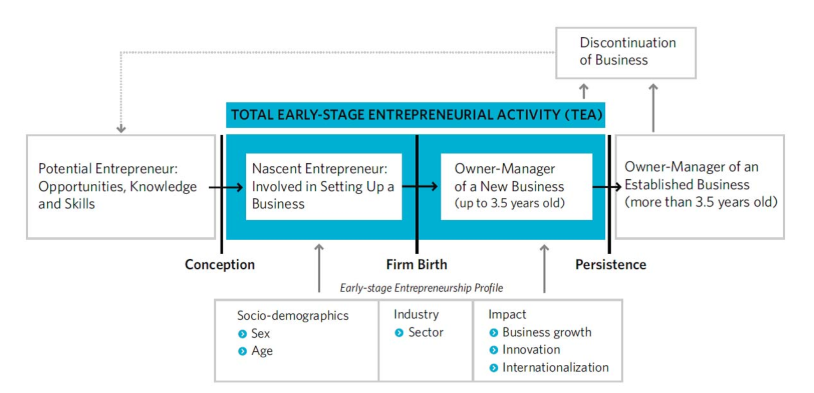 Discontinuation
of Business
TOTAL EARLY-STAGE ENTREPRENEURIAL ACTIVITY (TEA)
Potential Entrepreneur:
Opportunities, Knowledge
and Skills
Nascent Entrepreneur:
Involved in Setting Up a
Business
Owner-Manager
of a New Business
(up to 3.5 years old)
Owner-Manager of an
Established Business
(more than 3.5 years old)
Conception
Firm Birth
Persistence
Early-stage Entrepreneurship Profile
Socio-demographics
Sex
Age
Industry
Sector
Impact
Business growth
Innovation
Internationalization